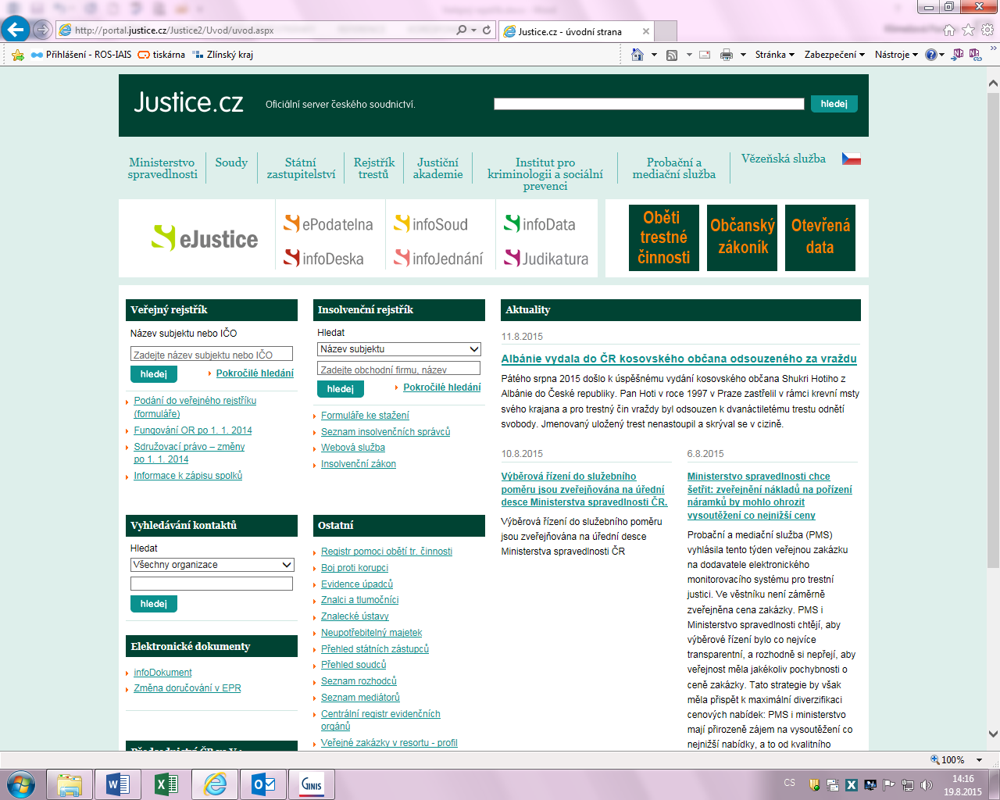 http://portal.justice.cz/Justice2/Uvod/uvod.aspx
Justice.cz - úvodní strana
Přihlášení - ROS-IAIS
tiskárna
Zlínský kraj
Stránka
Zabezpečení
Nástroje
Justice.cz
Oficiální server českého soudnictví.
hledej
Ministerstvo
spravedlnosti
Soudy
Státní
zastupitelství
Rejstřík
trestů
Justiční
akademie
Institut pro
kriminologii a sociální
prevenci
Probační a
mediační služba
Vězeňská služba
eJustice
ePodatelna
infoSoud
infoData
infoDeska
infoJednání
Judikatura
Oběti
trestné
činnosti
Občanský
zákoník
Otevřená
data
Veřejný rejstřík
Název subjektu nebo IČO
Zadejte název subjektu nebo IČO
hledej
Pokročilé hledání
Podání do veřejného rejstříku
(formuláře)
Fungování OR po 1. 1. 2014
Sdružovací právo – změny
po 1. 1. 2014
Informace k zápisu spolků
Insolvenční rejstřík
Hledat
Název subjektu
Zadejte obchodní firmu, název
hledej
Pokročilé hledání
Formuláře ke stažení
Seznam insolvenčních správců
Webová služba
Insolvenční zákon
Aktuality
11.8.2015
Albánie vydala do ČR kosovského občana odsouzeného za vraždu
Pátého srpna 2015 došlo k úspěšnému vydání kosovského občana Shukri Hotiho z
Albánie do České republiky. Pan Hoti v roce 1997 v Praze zastřelil v rámci krevní msty
svého krajana a pro trestný čin vraždy byl odsouzen k dvanáctiletému trestu odnětí
svobody. Jmenovaný uložený trest nenastoupil a skrýval se v cizině.
10.8.2015
Výběrová řízení do služebního
poměru jsou zveřejňována na úřední
desce Ministerstva spravedlnosti ČR.
Výběrová řízení do služebního poměru
jsou zveřejňována na úřední desce
Ministerstva spravedlnosti ČR
6.8.2015
Ministerstvo spravedlnosti chce
šetřit: zveřejnění nákladů na pořízení
náramků by mohlo ohrozit
vysoutěžení co nejnižší ceny
Probační a mediační služba (PMS)
vyhlásila tento týden veřejnou zakázku
na dodavatele elektronického
monitorovacího systému pro trestní
justici. Ve věstníku není záměrně
zveřejněna cena zakázky. PMS i
Ministerstvo spravedlnosti chtějí, aby
výběrové řízení bylo co nejvíce
transparentní, a rozhodně si nepřejí, aby
veřejnost měla jakékoliv pochybnosti o
ceně zakázky. Tato strategie by však
měla přispět k maximální diverzifikaci
cenových nabídek: PMS i ministerstvo
mají přirozeně zájem na vysoutěžení co
nejnižší nabídky, a to od kvalitního
Vyhledávání kontaktů
Hledat
Všechny organizace
hledej
Elektronické dokumenty
infoDokument
Změna doručování v EPR
Ostatní
Registr pomoci obětí tr. činnosti
Boj proti korupci
Evidence úpadců
Znalci a tlumočníci
Znalecké ústavy
Neupotřebitelný majetek
Přehled státních zástupců
Přehled soudců
Seznam rozhodců
Seznam mediátorů
Centrální registr evidenčních
orgánů
Veřejné zakázky v resortu - profil
100%
GINIS
CS
14:16
19.8.2015